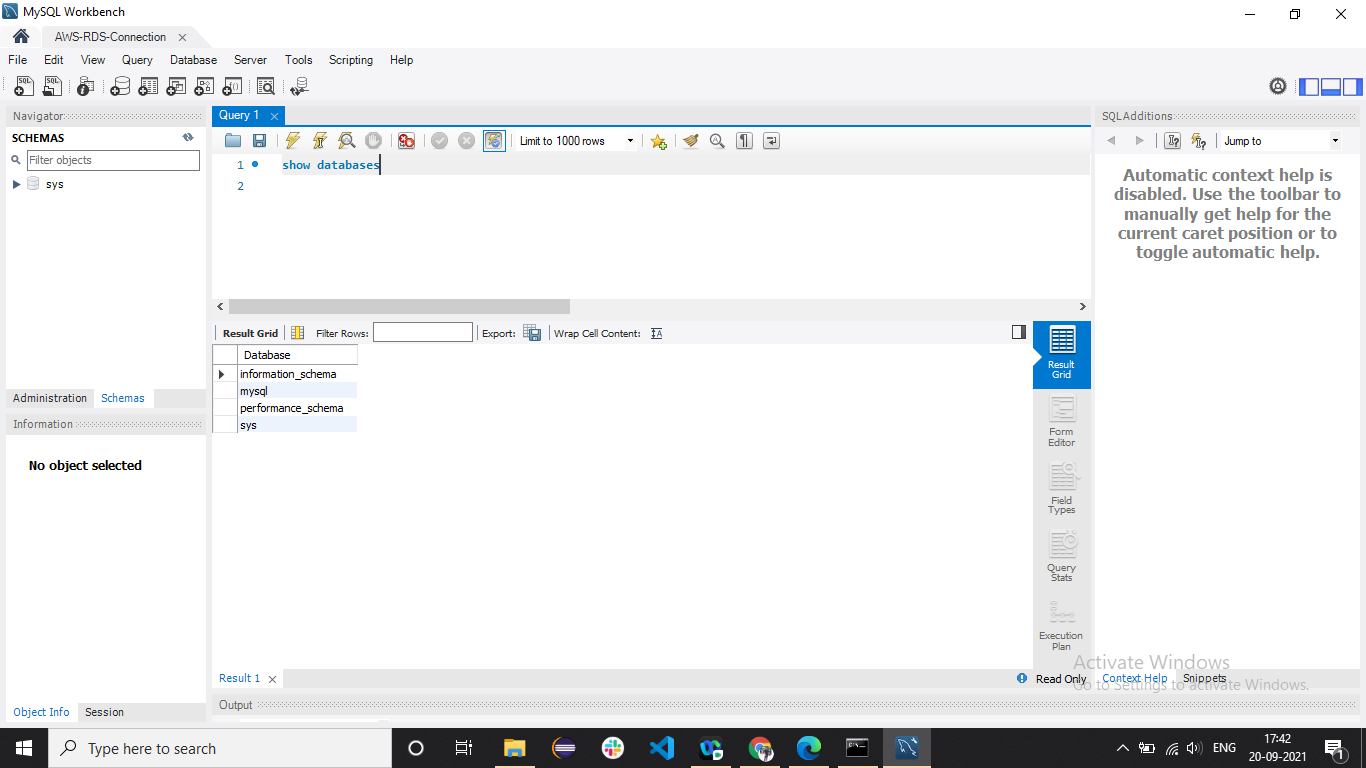 MySQL Workbench
AWS-RDS-Connection
File Edit View Query Database Server Tools Scripting Help
Navigator
SCHEMAS
Filter objects
sys
Administration Schemas
Information
No object selected
Object Info Session
Query 1
Limit to 1000 rows
1 show databases
2
Result Grid Filter Rows: Export: Wrap Cell Content:
Database
information_schema
mysql
performance_schema
sys
Result
Grid
Form
Editor
Field
Types
Query
Stats
Execution
Plan
Result 1
Read Only
Output
SQLAdditions
Jump to
Automatic context help is
disabled. Use the toolbar to
manually get help for the
current caret position or to
toggle automatic help.
Context Help Snippets
Activate Windows
Go to Settings to activate Windows.
Type here to search
ENG
17:42
20-09-2021
1